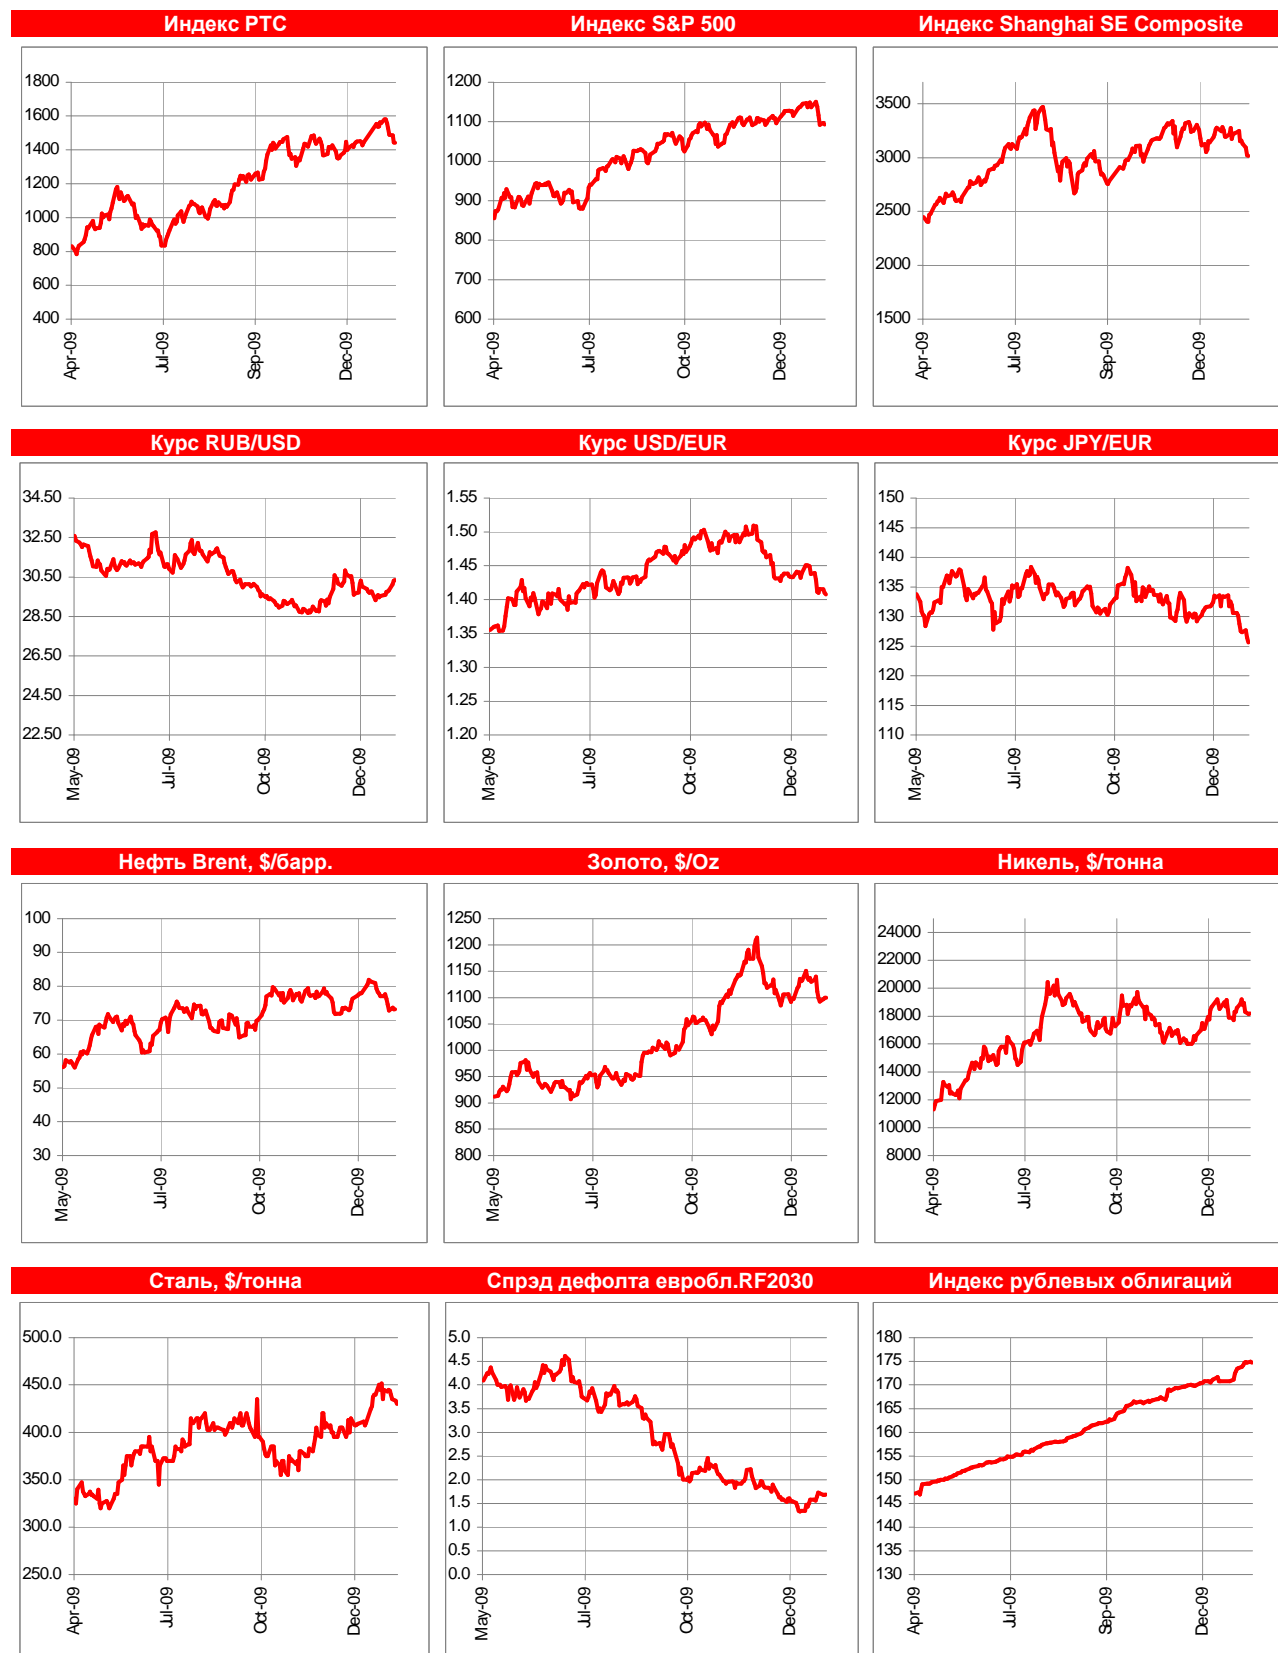 Индекс РТС
1800
1600
1400
1200
1000
800
600
400
Apr-09
Jul-09
Sep-09
Dec-09
Индекс S&P 500
1200
1100
1000
900
800
700
600
Apr-09
Jul-09
Oct-09
Dec-09
Индекс Shanghai SE Composite
3500
3000
2500
2000
1500
Apr-09
Jul-09
Sep-09
Dec-09
Курс RUB/USD
34.50
32.50
30.50
28.50
26.50
24.50
22.50
May-09
Jul-09
Oct-09
Dec-09
Курс USD/EUR
1.55
1.50
1.45
1.40
1.35
1.30
1.25
1.20
May-09
Jul-09
Oct-09
Dec-09
Курс JPY/EUR
150
145
140
135
130
125
120
110
May-09
Jul-09
Oct-09
Dec-09
Нефть Brent, $/барр.
100
90
80
70
60
50
40
30
May-09
Jul-09
Oct-09
Dec-09
Золото, $/Oz
1250
1200
1150
1100
1050
1000
950
900
850
800
May-09
Jul-09
Oct-09
Dec-09
Никель, $/тонна
24000
22000
20000
18000
16000
14000
12000
10000
8000
Apr-09
Jul-09
Oct-09
Dec-09
Сталь, $/тонна
500.0
450.0
400.0
350.0
300.0
250.0
Apr-09
Jul-09
Oct-09
Dec-09
Спрэд дефолта евробл.RF2030
5.0
4.5
4.0
3.5
3.0
2.5
2.0
1.5
1.0
0.5
0.0
May-09
Jul-09
Oct-09
Dec-09
Индекс рублевых облигаций
180
175
170
165
160
155
150
145
140
135
130
Apr-09
Jul-09
Sep-09
Dec-09